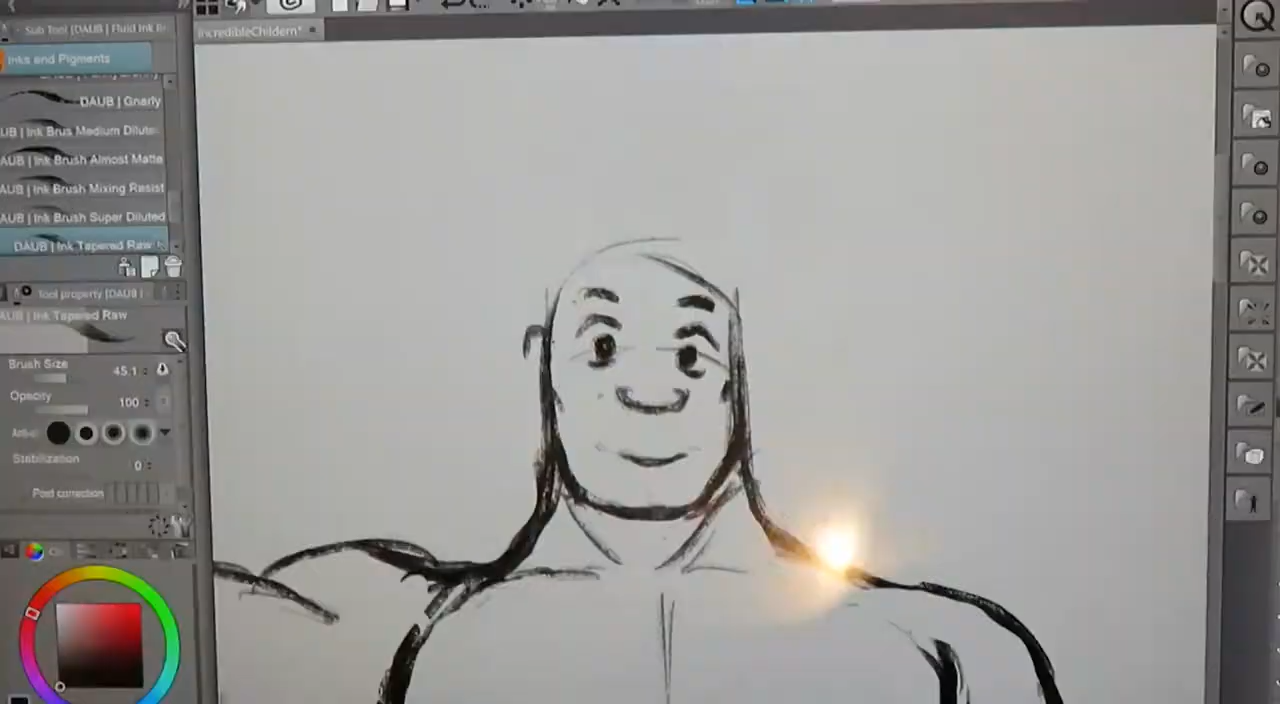 Sub Tool [DAUB | Fluid Ink Br
IncredibleChildern*
Inks and Pigments
DAUB | Gnarly
UB | Ink Brus Medium Dilute
AUB | Ink Brush Almost Matte
AUB | Ink Brush Mixing Resist
AUB | Ink Brush Super Diluted
DAUB | Ink Tapered Raw
Tool property [DAUB |
Ink Tapered Raw
Brush Size
45.1
Opacity
100
Stabilization
0
Post correction